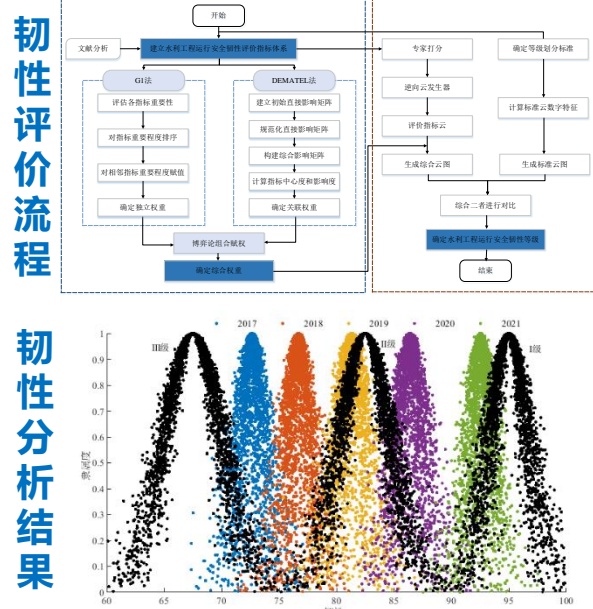 韧性评价流程
开始
文献分析
建立水利工程运行安全韧性评价指标体系
专家打分
确定等级划分标准
G1法
DEMATEL法
评估各指标重要性
对指标重要程度排序
对相邻指标重要程度赋值
确定独立权重
建立初始直接影响矩阵
规范化直接影响矩阵
构建综合影响矩阵
计算指标中心度和影响度
确定关联权重
博弈论组合赋权
确定综合权重
逆向云发生器
评价指标云
生成综合云图
计算标准云数字特征
生成标准云图
综合二者进行对比
确定水利工程运行安全韧性等级
结束
韧性分析结果
2017
2018
2019
2020
2021
III级
II级
I级
隶属度
1
0.9
0.8
0.7
0.6
0.5
0.4
0.3
0.2
0.1
0
60
65
70
75
80
85
90
95
100